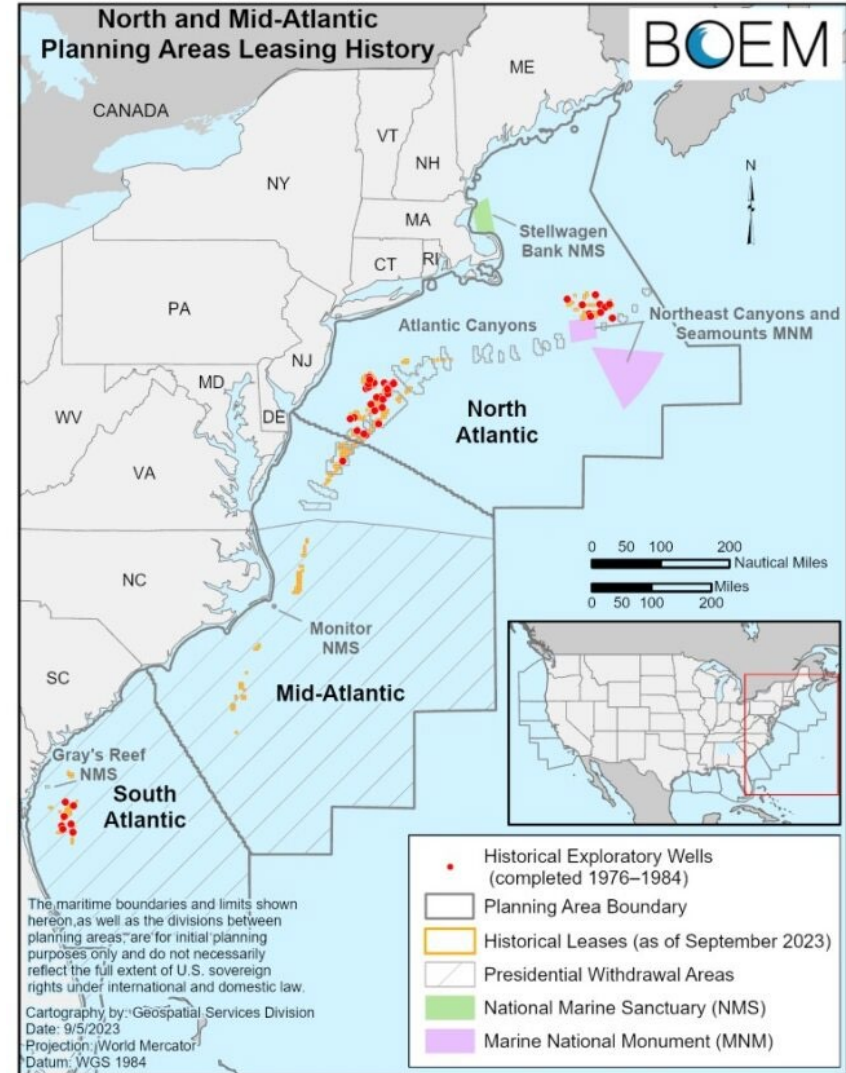 North and Mid-Atlantic
Planning Areas Leasing History
BOEM
ME
CANADA
VT
NH
N
NY
MA
Stellwagen
Bank NMS
CT
RI
PA
Atlantic Canyons
Northeast Canyons and
Seamounts MNM
NJ
MD
DE
WV
North
Atlantic
VA
0 50 100 200
Nautical Miles
Miles
0 50 100 200
NC
Monitor
NMS
SC
Mid-Atlantic
Gray's Reef
NMS
South
Atlantic
Historical Exploratory Wells
(completed 1976–1984)
Planning Area Boundary
Historical Leases (as of September 2023)
Presidential Withdrawal Areas
National Marine Sanctuary (NMS)
Marine National Monument (MNM)
The maritime boundaries and limits shown
hereon, as well as the divisions between
planning areas, are for initial planning
purposes only and do not necessarily
reflect the full extent of U.S. sovereign
rights under international and domestic law.
Cartography by: Geospatial Services Division
Date: 9/5/2023
Projection: World Mercator
Datum: WGS 1984